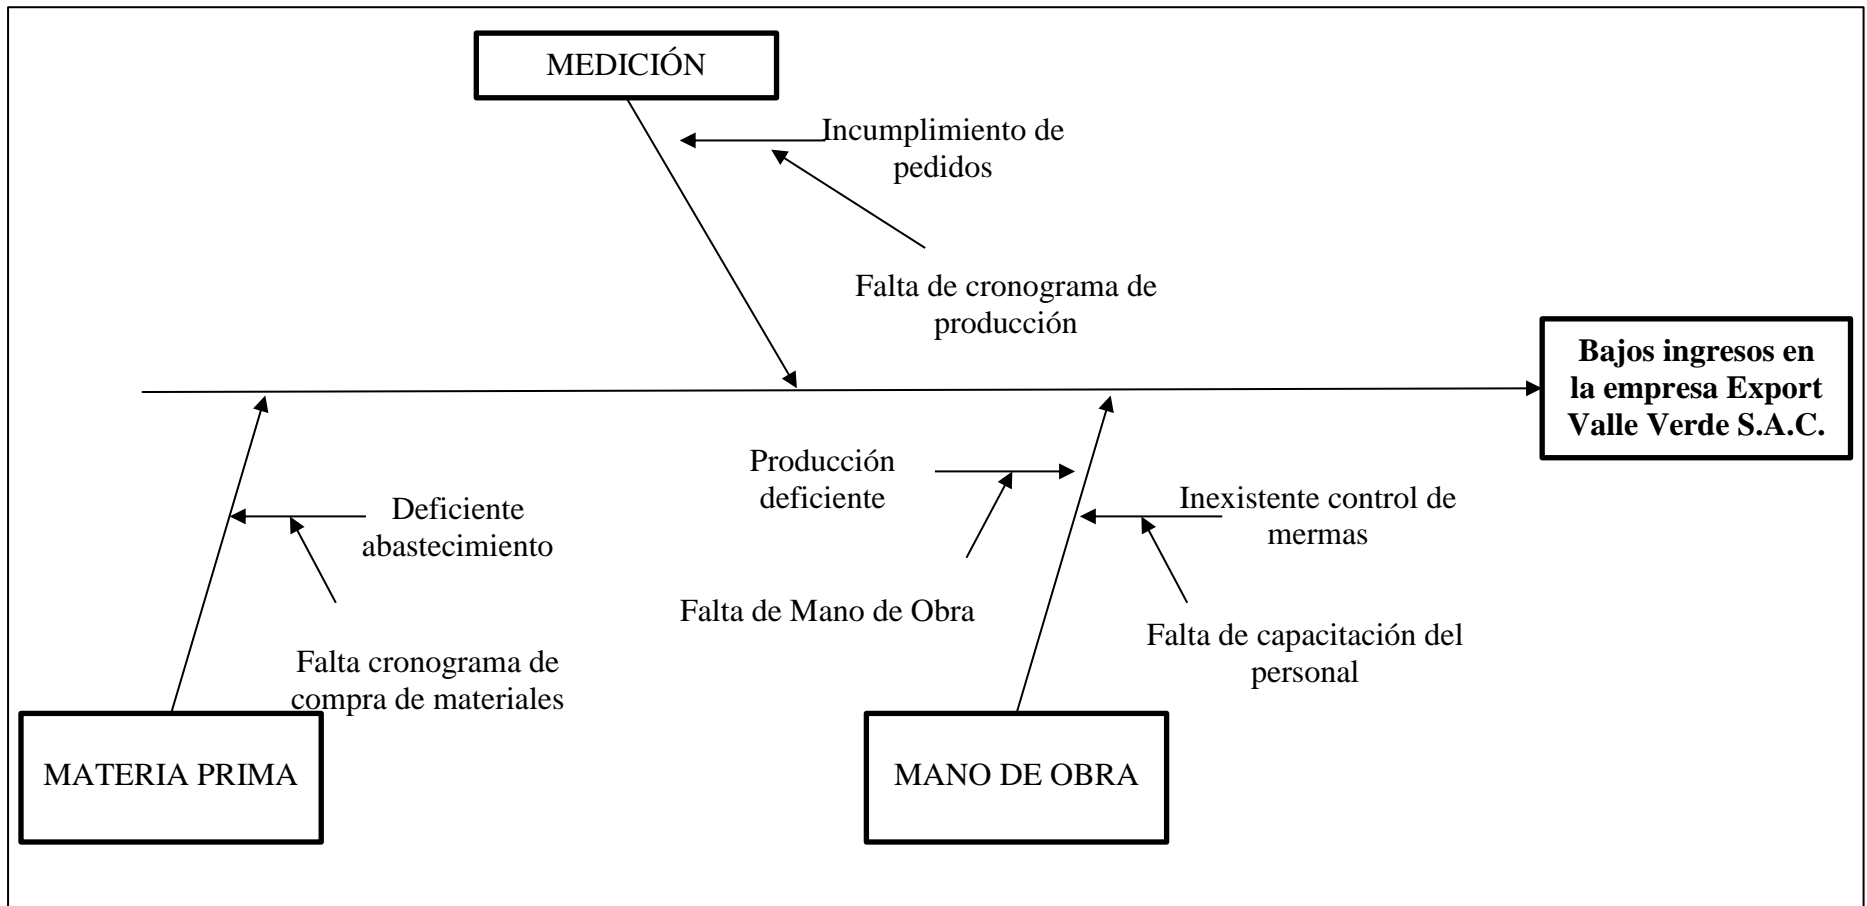 MEDICIÓN
Incumplimiento de
pedidos
Falta de cronograma de
producción
Bajos ingresos en
la empresa Export
Valle Verde S.A.C.
Producción
deficiente
Deficiente
abastecimiento
Inexistente control de
mermas
Falta de Mano de Obra
Falta de capacitación del
personal
Falta cronograma de
compra de materiales
MATERIA PRIMA
MANO DE OBRA